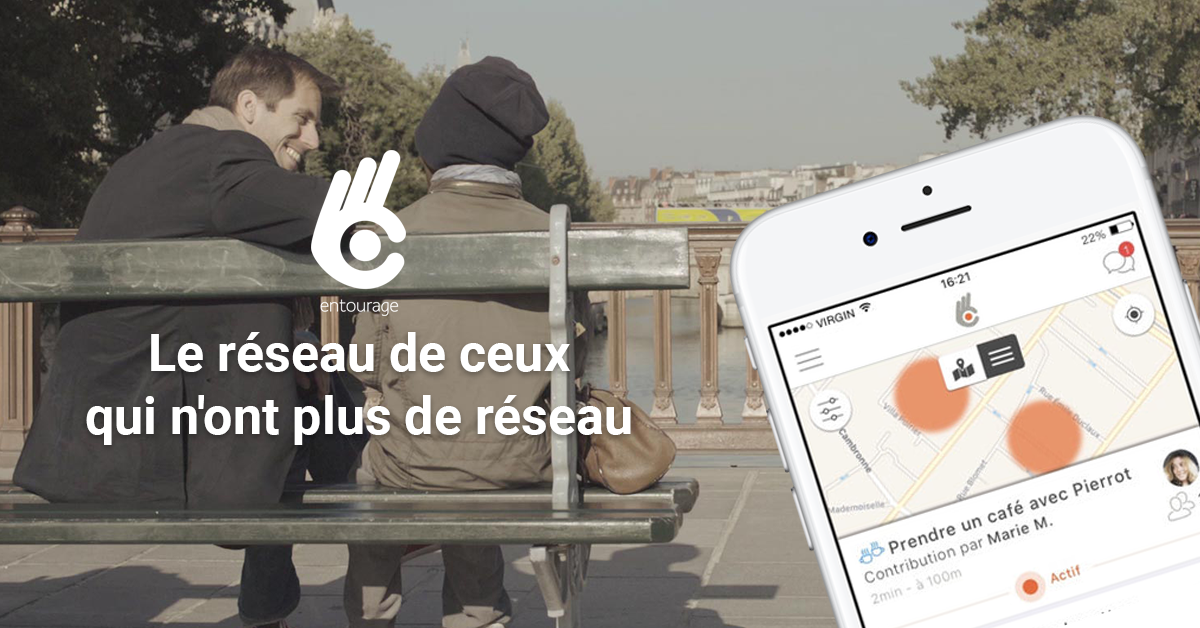 entourage
Le réseau de ceux
qui n'ont plus de réseau
22%
1
VIRGIN
16:21
Cambronne
Villa Poirier
Rue Blomet
Mademoiselle
Prendre un café avec Pierrot
Contribution par Marie M.
2min - à 100m
Actif